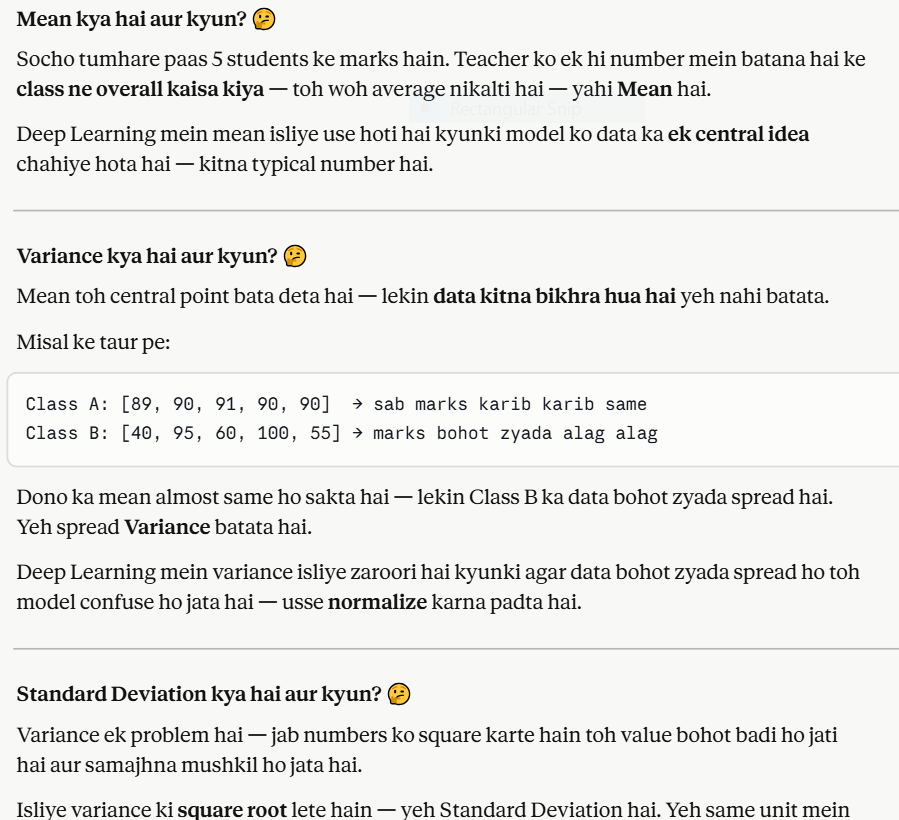 Mean kya hai aur kyun? 🤔
Socho tumhare paas 5 students ke marks hain. Teacher ko ek hi number mein batana hai ke
class ne overall kaisa kiya — toh woh average nikalti hai — yahi Mean hai.
Rectangular Snip
Deep Learning mein mean isliye use hoti hai kyunki model ko data ka ek central idea
chahiye hota hai — kitna typical number hai.
Variance kya hai aur kyun? 🤔
Mean toh central point bata deta hai — lekin data kitna bikhra hua hai yeh nahi batata.
Misal ke taur pe:
Class A: [89, 90, 91, 90, 90]  → sab marks karib karib same
Class B: [40, 95, 60, 100, 55] → marks bohot zyada alag alag
Dono ka mean almost same ho sakta hai — lekin Class B ka data bohot zyada spread hai.
Yeh spread Variance batata hai.
Deep Learning mein variance isliye zaroori hai kyunki agar data bohot zyada spread ho toh
model confuse ho jata hai — usse normalize karna padta hai.
Standard Deviation kya hai aur kyun? 🤔
Variance ek problem hai — jab numbers ko square karte hain toh value bohot badi ho jati
hai aur samajhna mushkil ho jata hai.
Isliye variance ki square root lete hain — yeh Standard Deviation hai. Yeh same unit mein